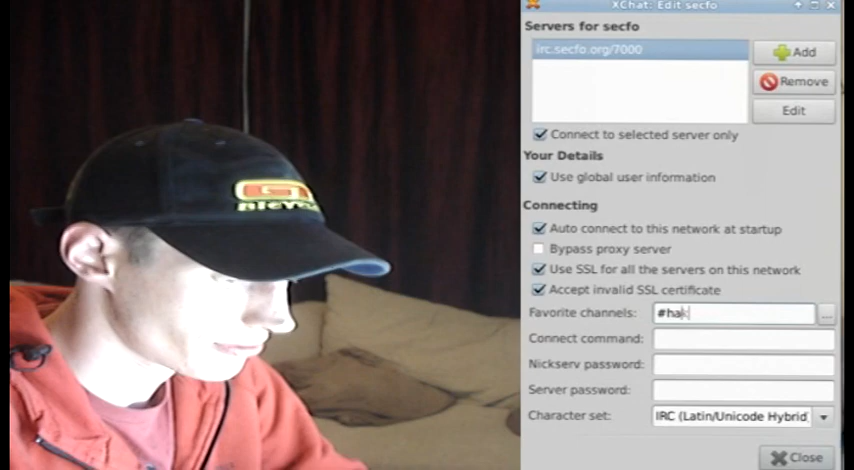 XChat: Edit secfo
Servers for secfo
irc.secfo.org/7000
Add
Remove
Edit
Connect to selected server only
Your Details
Use global user information
Connecting
Auto connect to this network at startup
Bypass proxy server
Use SSL for all the servers on this network
Accept invalid SSL certificate
Favorite channels: #hak ...
Connect command:
Nickserv password:
Server password:
Character set: IRC (Latin/Unicode Hybrid)
Close
GT
BICYC